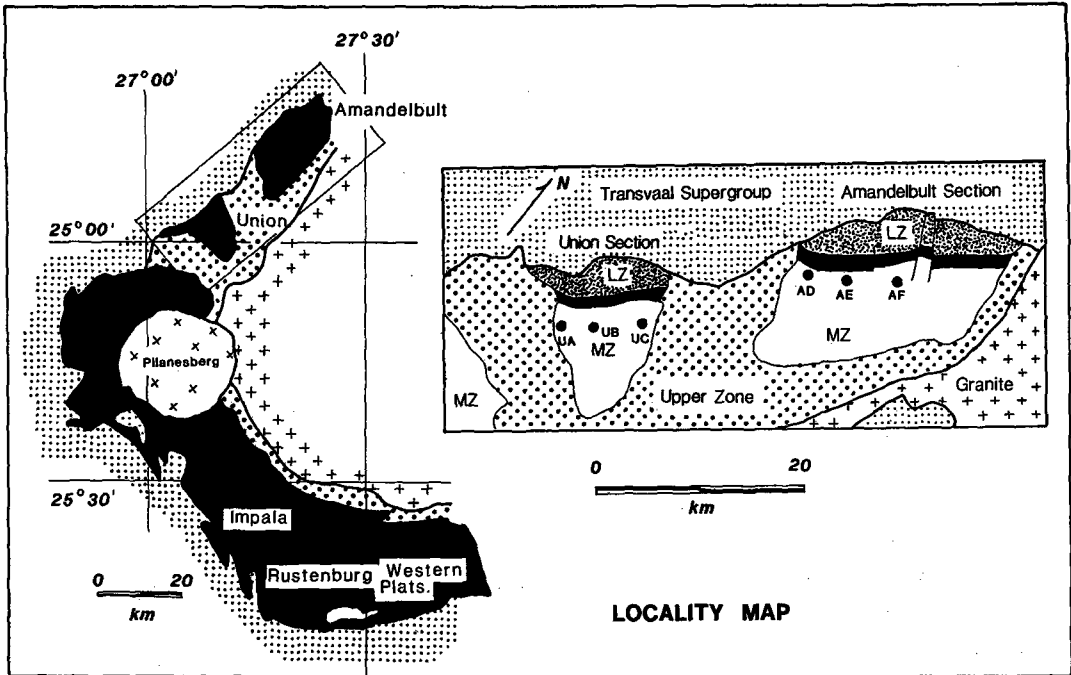 27° 30'
27° 00'
Amandelbult
Union
25° 00'
Pilanesberg
25° 30'
Impala
Rustenburg
Western
Plats.
0 20
km
N
Transvaal Supergroup
Amandelbult Section
LZ
Union Section
LZ
AD
AE
AF
UA
UB
UC
MZ
MZ
MZ
Upper Zone
Granite
0 20
km
LOCALITY MAP